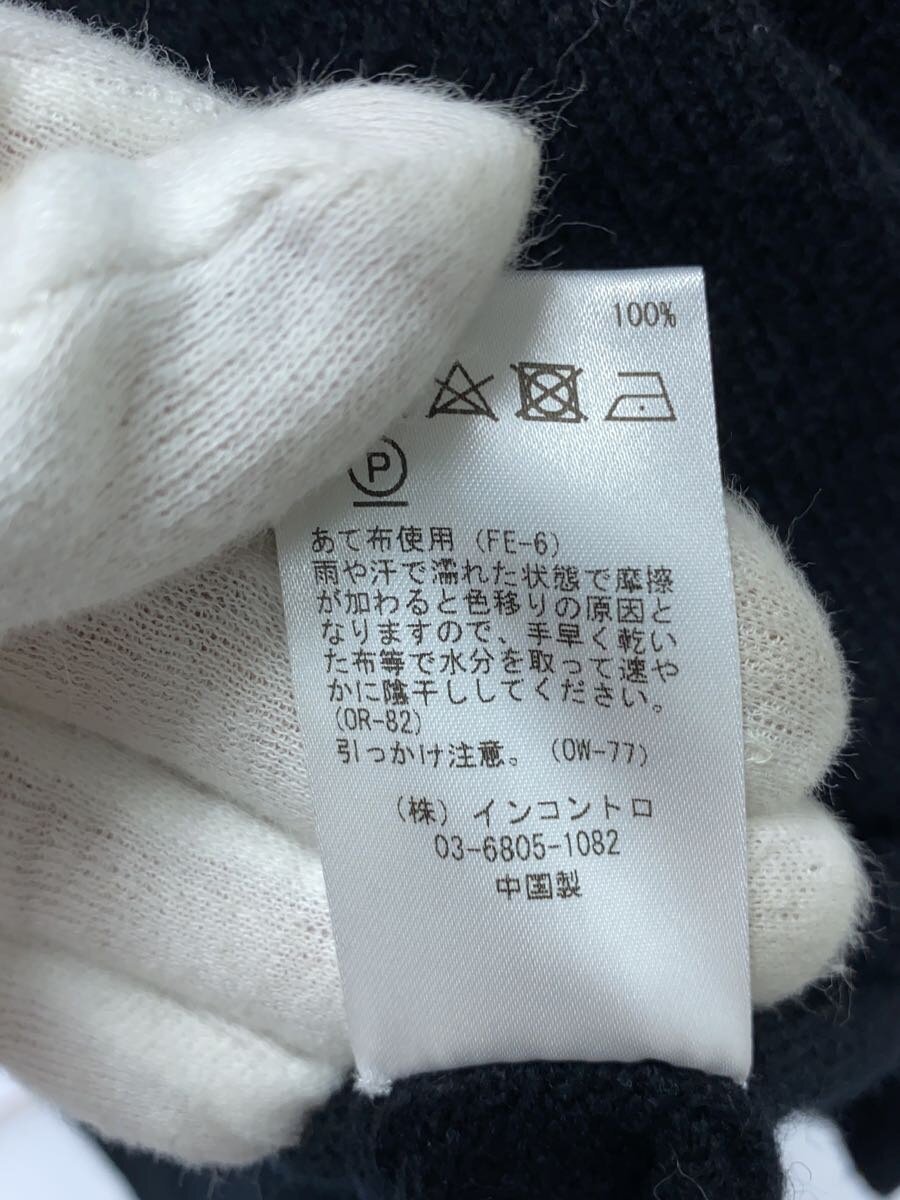 100%
P
あて布使用(FE-6)
雨や汗で濡れた状態で摩擦
が加わると色移りの原因と
なりますので、手早く乾い
た布等で水分を取って速や
かに陰干ししてください。
(OR-82)
引っかけ注意。(OW-77)
(株)インコントロ
03-6805-1082
中国製